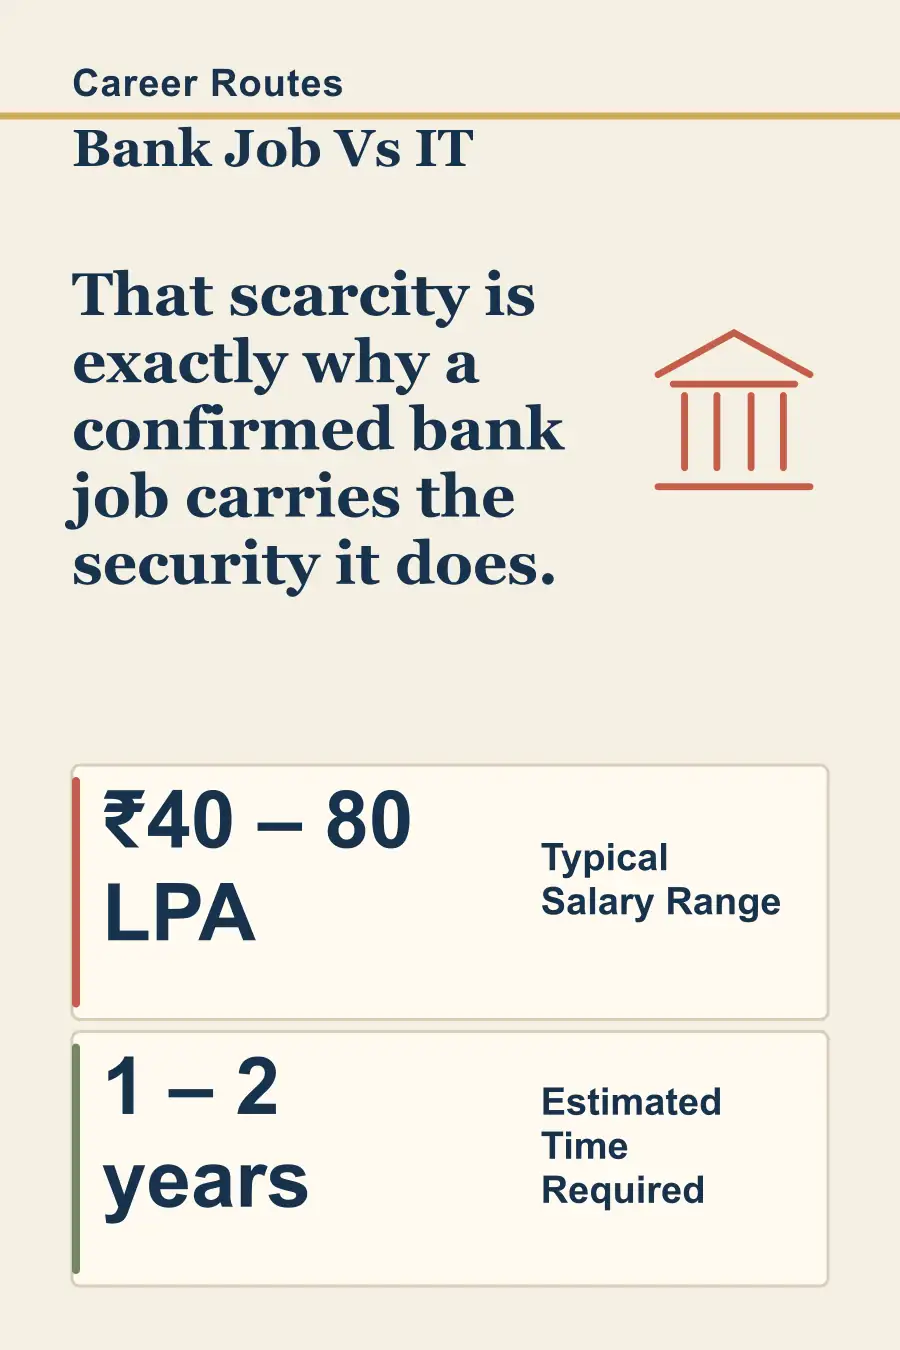 Career Routes
Bank Job Vs IT
That scarcity is
exactly why a
confirmed bank
job carries the
security it does.
₹40 – 80
LPA
Typical
Salary Range
1 – 2
years
Estimated
Time
Required